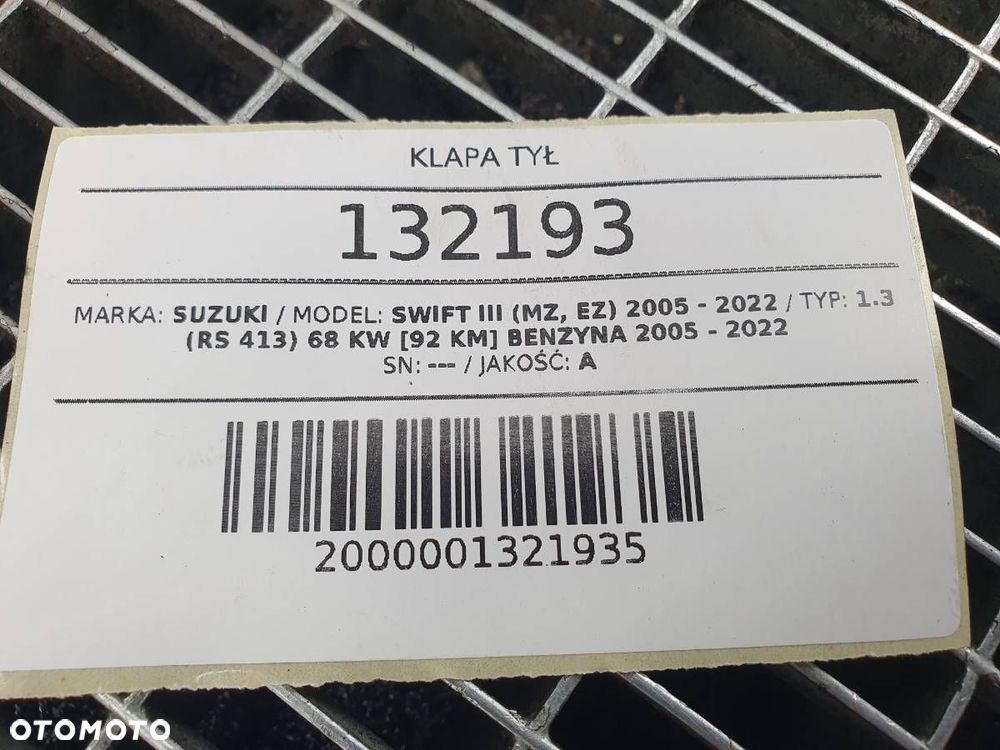 KLAPA TYŁ
132193
MARKA: SUZUKI / MODEL: SWIFT III (MZ, EZ) 2005 - 2022 / TYP: 1.3
(RS 413) 68 KW [92 KM] BENZYNA 2005 - 2022
SN: --- / JAKOŚĆ: A
2000001321935
OTOMOTO